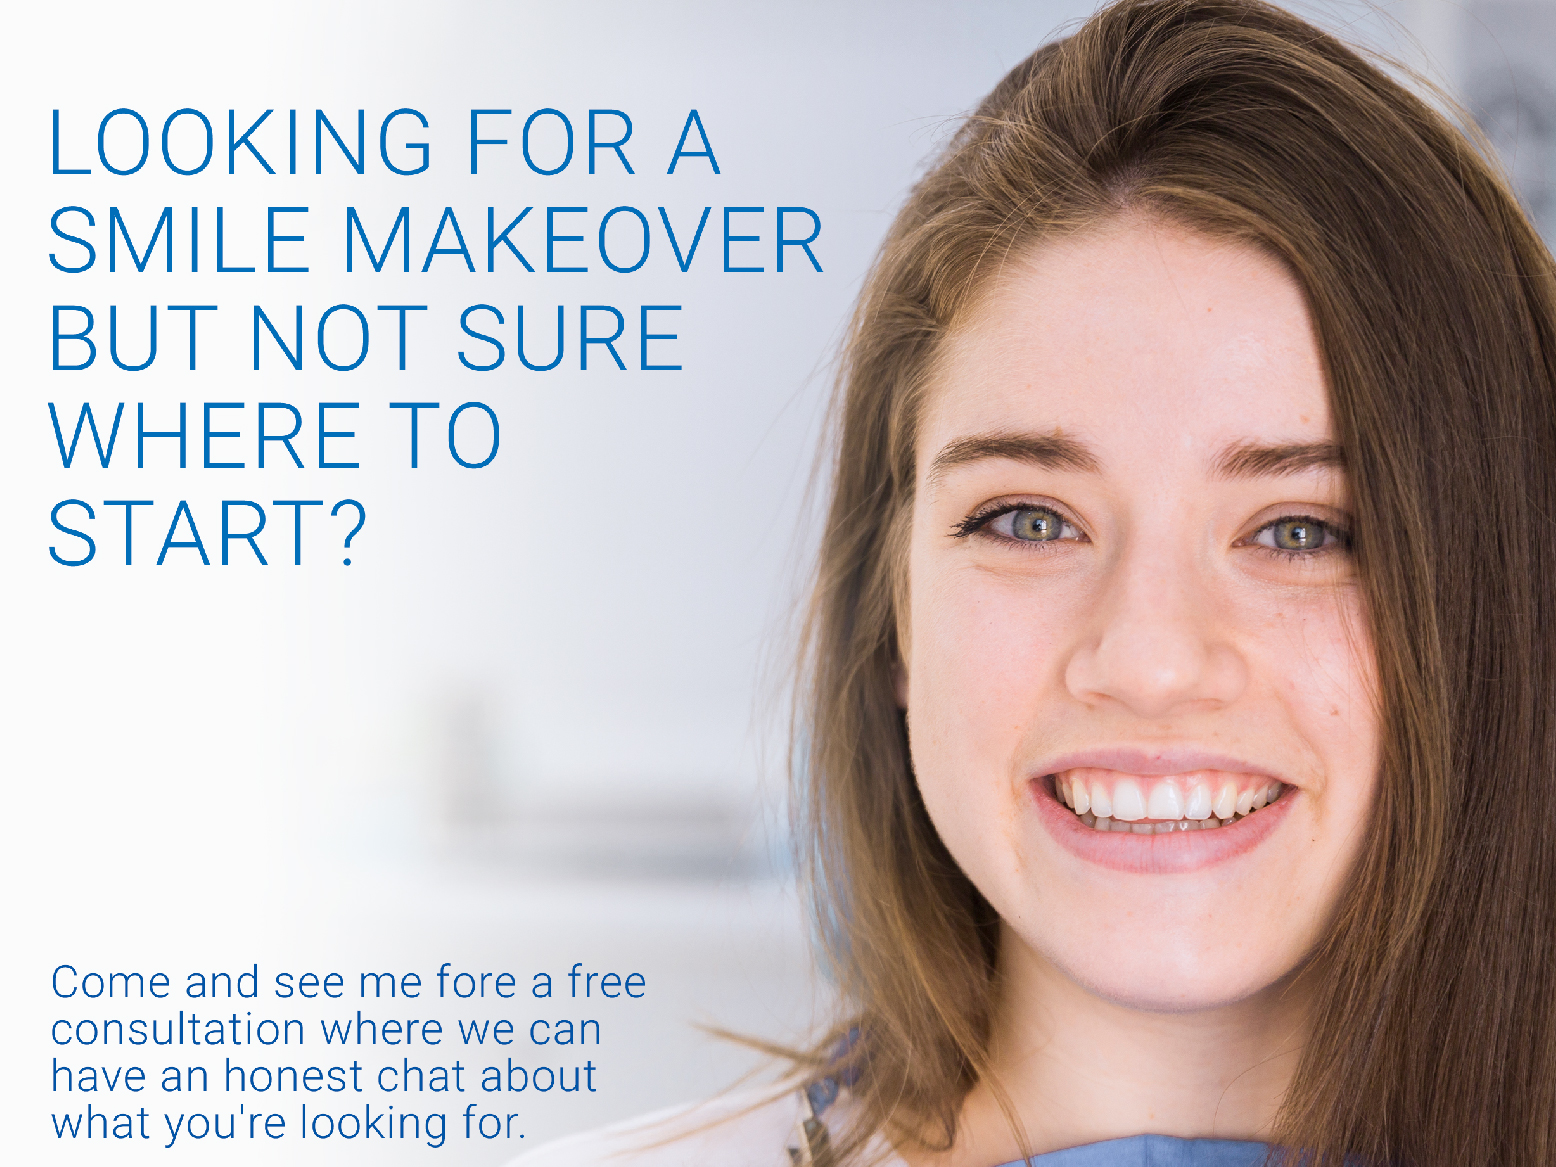 LOOKING FOR A
SMILE MAKEOVER
BUT NOT SURE
WHERE TO
START?
Come and see me fore a free
consultation where we can
have an honest chat about
what you're looking for.